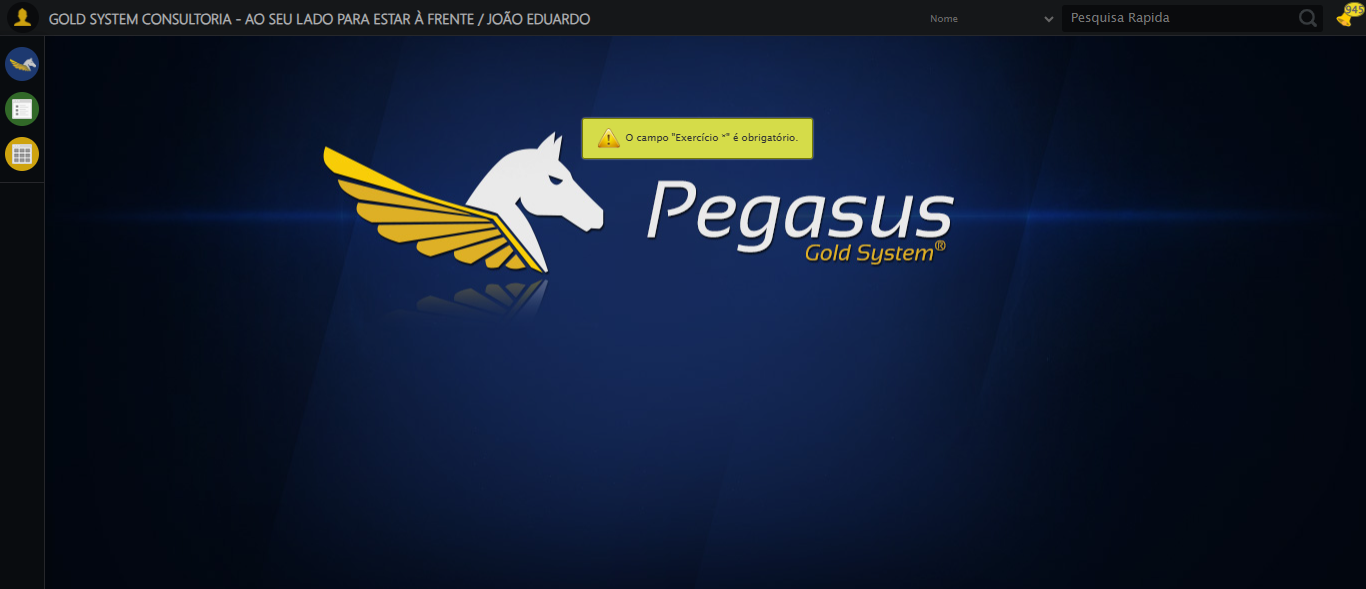 GOLD SYSTEM CONSULTORIA - AO SEU LADO PARA ESTAR À FRENTE / JOÃO EDUARDO
Nome
Pesquisa Rapida
945
O campo "Exercício *" é obrigatório.
Pegasus
Gold System®